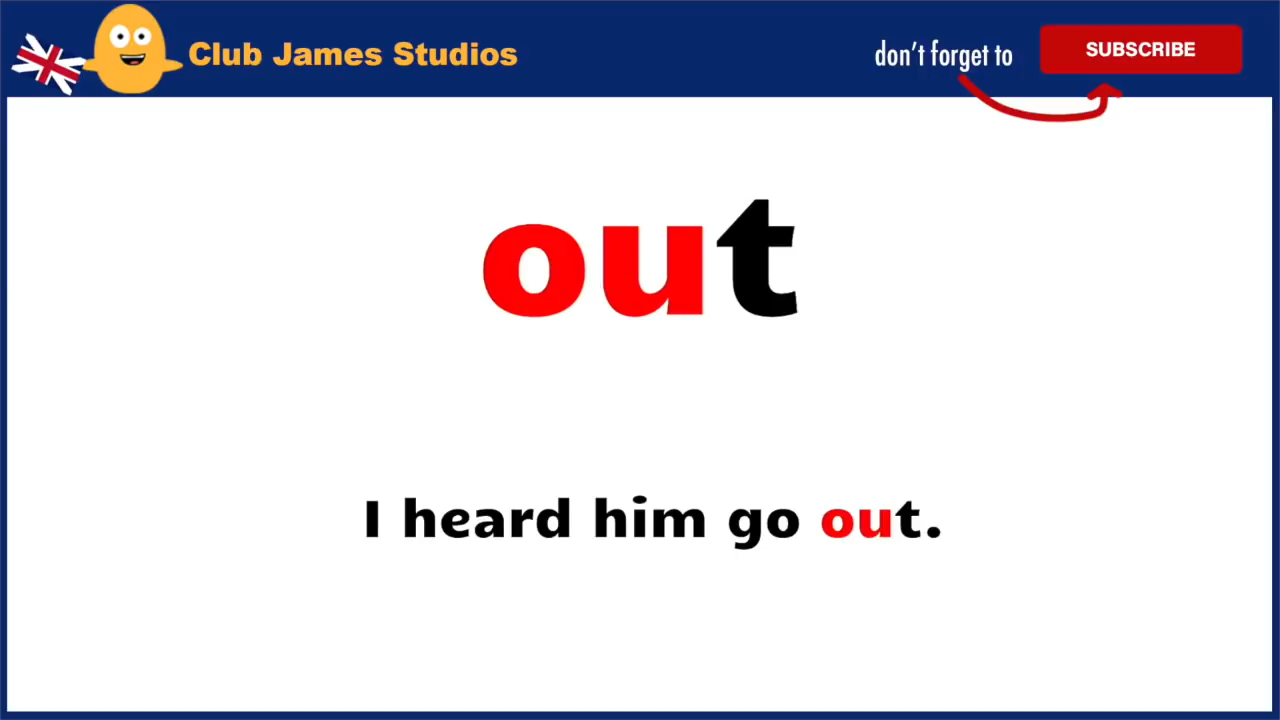 Club James Studios
don't forget to
SUBSCRIBE
out
I heard him go out.